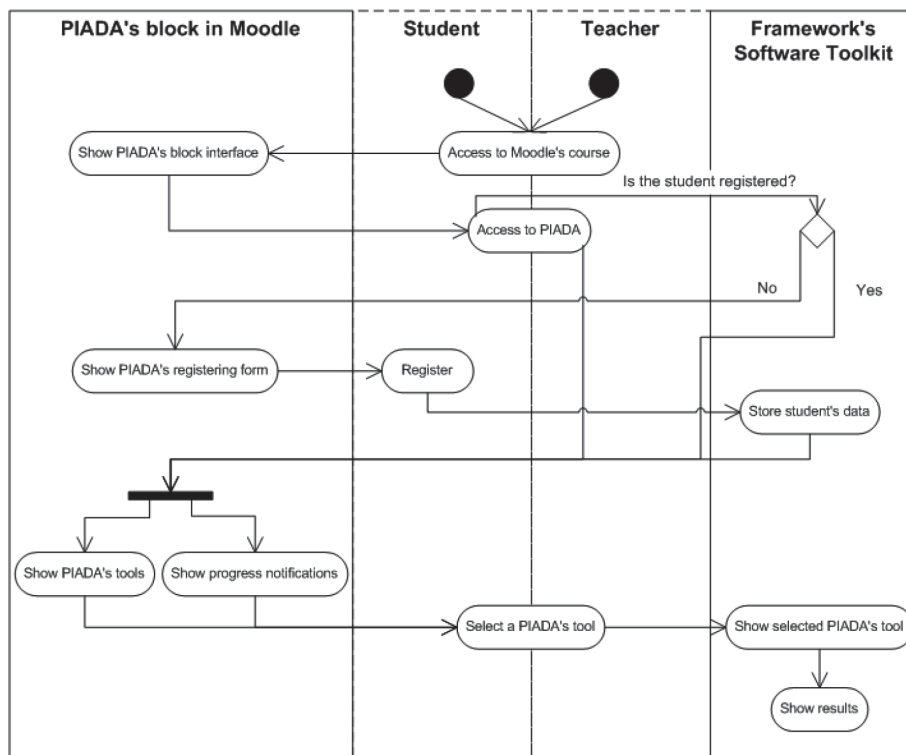 PIADA's block in Moodle
Student
Teacher
Framework's
Software Toolkit
Show PIADA's block interface
Access to Moodle's course
Is the student registered?
Access to PIADA
No
Yes
Show PIADA's registering form
Register
Store student's data
Show PIADA's tools
Show progress notifications
Select a PIADA's tool
Show selected PIADA's tool
Show results